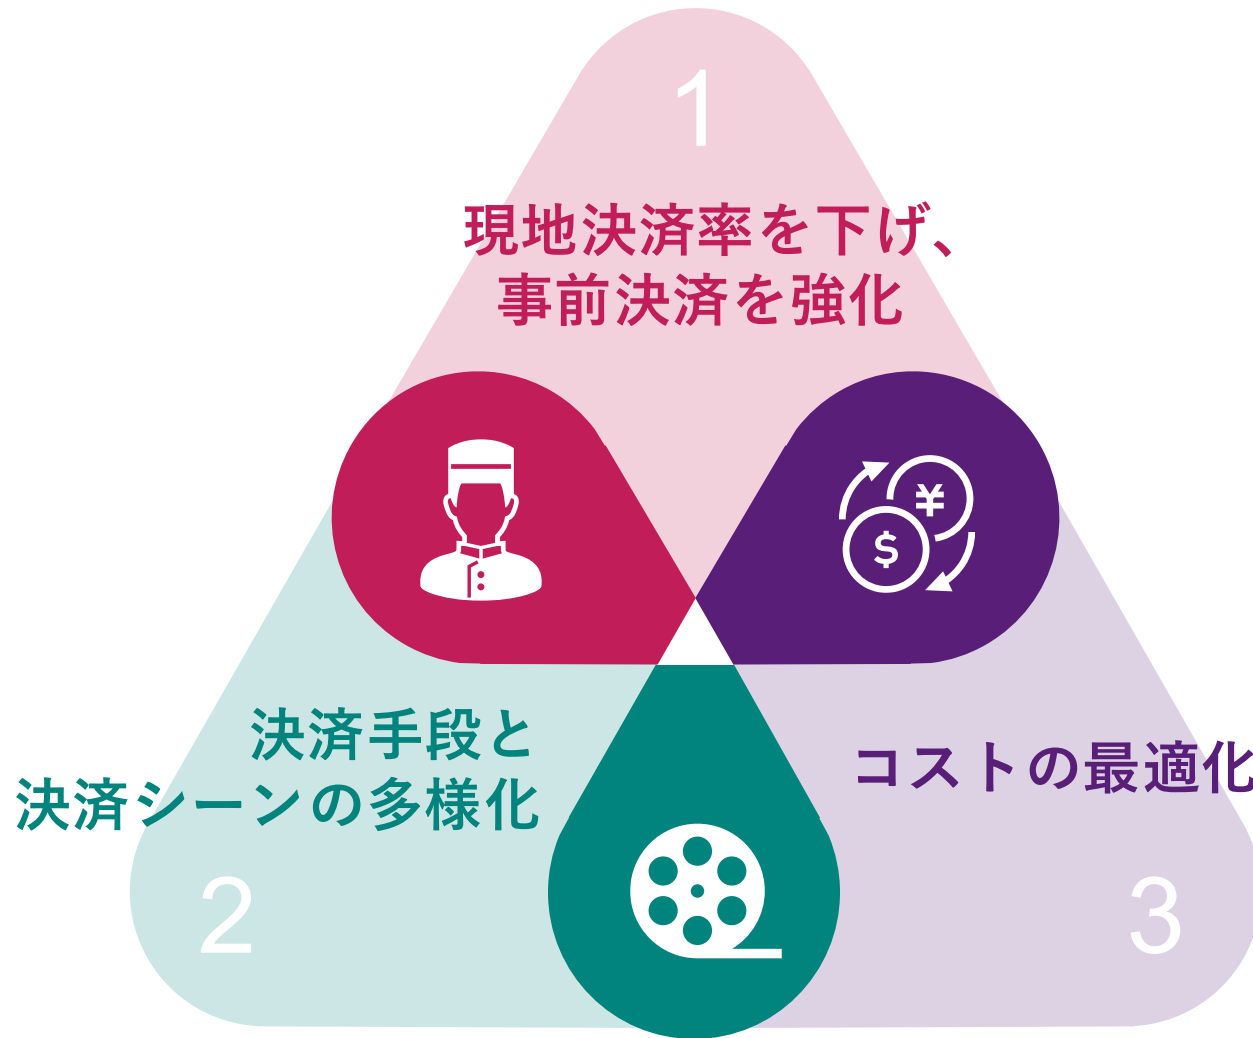 1
現地決済率を下げ、
事前決済を強化
¥
$
決済手段と
決済シーンの多様化
コストの最適化
2
3